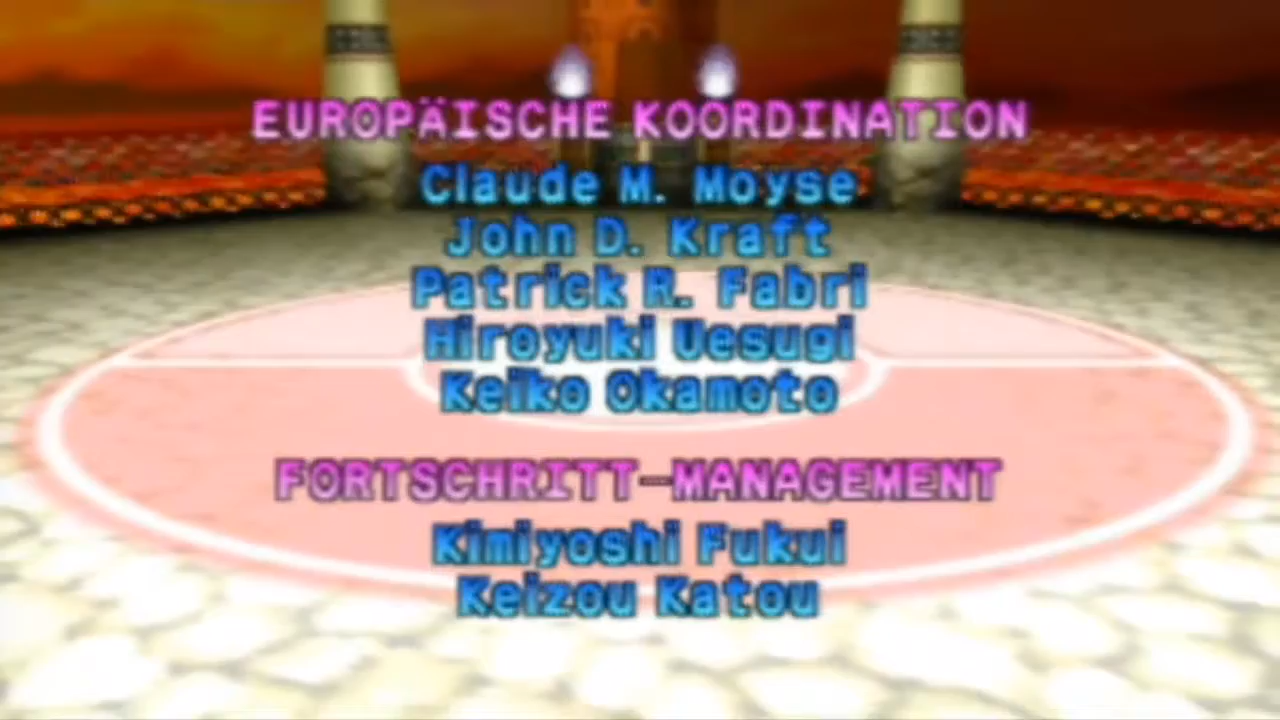 EUROPÄISCHE KOORDINATION
Claude M. Moyse
John D. Kraft
Patrick R. Fabri
Hiroyuki Uesugi
Keiko Okamoto
FORTSCHRITT-MANAGEMENT
Kimiyoshi Fukui
Keizou Katou